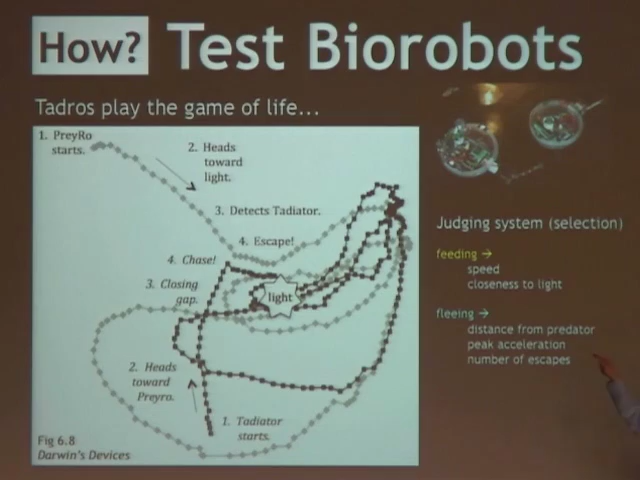 How? Test Biorobots
Tadros play the game of life...
1. PreyRo
starts.
2. Heads
toward
light.
3. Detects Tadiator.
4. Escape!
4. Chase!
3. Closing
gap.
light
2. Heads
toward
Preyro.
1. Tadiator
starts.
Fig 6.8
Darwin's Devices
Judging system (selection)
feeding →
speed
closeness to light
fleeing →
distance from predator
peak acceleration
number of escapes